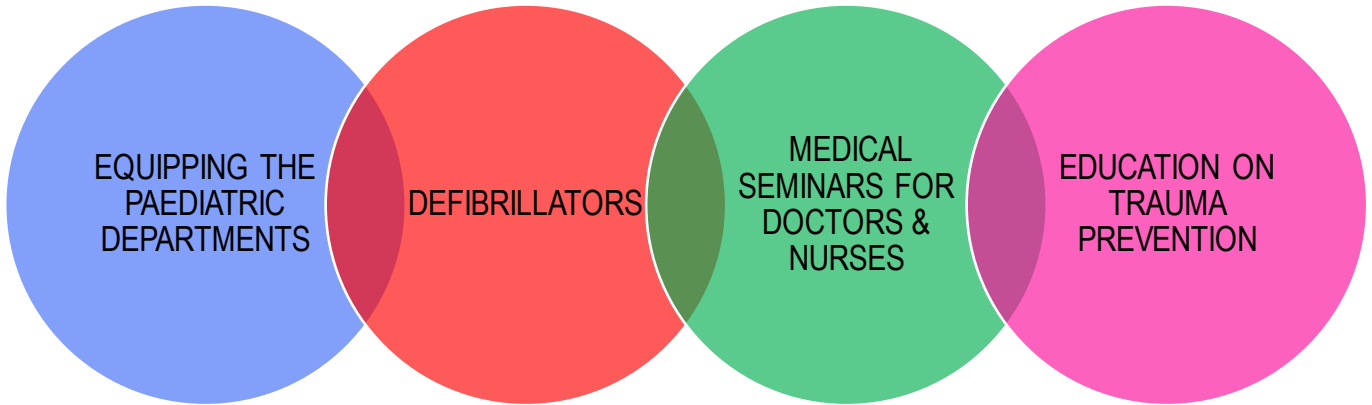 EQUIPPING THE
PAEDIATRIC
DEPARTMENTS
DEFIBRILLATORS
MEDICAL
SEMINARS FOR
DOCTORS &
NURSES
EDUCATION ON
TRAUMA
PREVENTION